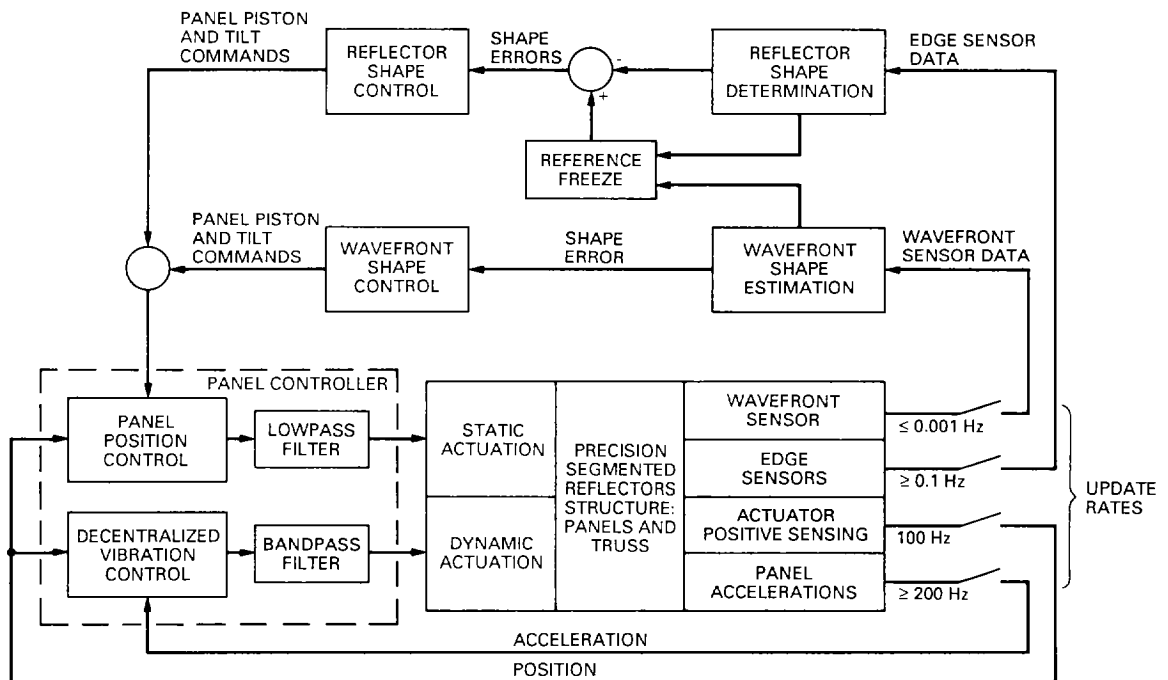 PANEL PISTON
AND TILT
COMMANDS
REFLECTOR
SHAPE
CONTROL
SHAPE
ERRORS
-
+
REFLECTOR
SHAPE
DETERMINATION
EDGE SENSOR
DATA
REFERENCE
FREEZE
PANEL PISTON
AND TILT
COMMANDS
WAVEFRONT
SHAPE
CONTROL
SHAPE
ERROR
WAVEFRONT
SHAPE
ESTIMATION
WAVEFRONT
SENSOR DATA
PANEL CONTROLLER
PANEL
POSITION
CONTROL
LOWPASS
FILTER
DECENTRALIZED
VIBRATION
CONTROL
BANDPASS
FILTER
STATIC
ACTUATION
DYNAMIC
ACTUATION
PRECISION
SEGMENTED
REFLECTORS
STRUCTURE:
PANELS AND
TRUSS
WAVEFRONT
SENSOR
EDGE
SENSORS
ACTUATOR
POSITIVE SENSING
PANEL
ACCELERATIONS
≤ 0.001 Hz
≥ 0.1 Hz
100 Hz
≥ 200 Hz
UPDATE
RATES
ACCELERATION
POSITION